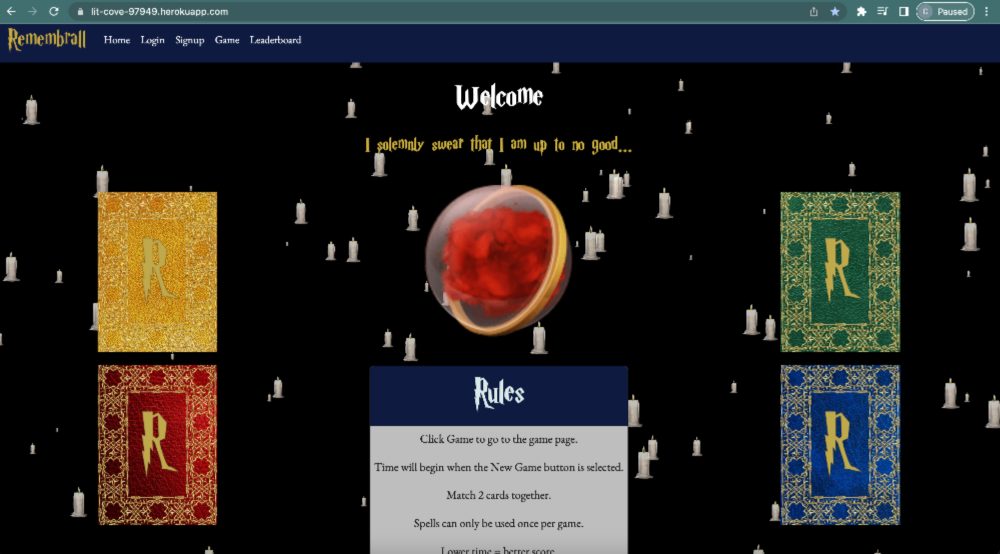 lit-cove-97949.herokuapp.com
G Paused
Remembrall Home Login Signup Game Leaderboard
Welcome
I solemnly swear that I am up to no good...
R
R
R
R
Rules
Click Game to go to the game page.
Time will begin when the New Game button is selected.
Match 2 cards together.
Spells can only be used once per game.
Lower time = better score